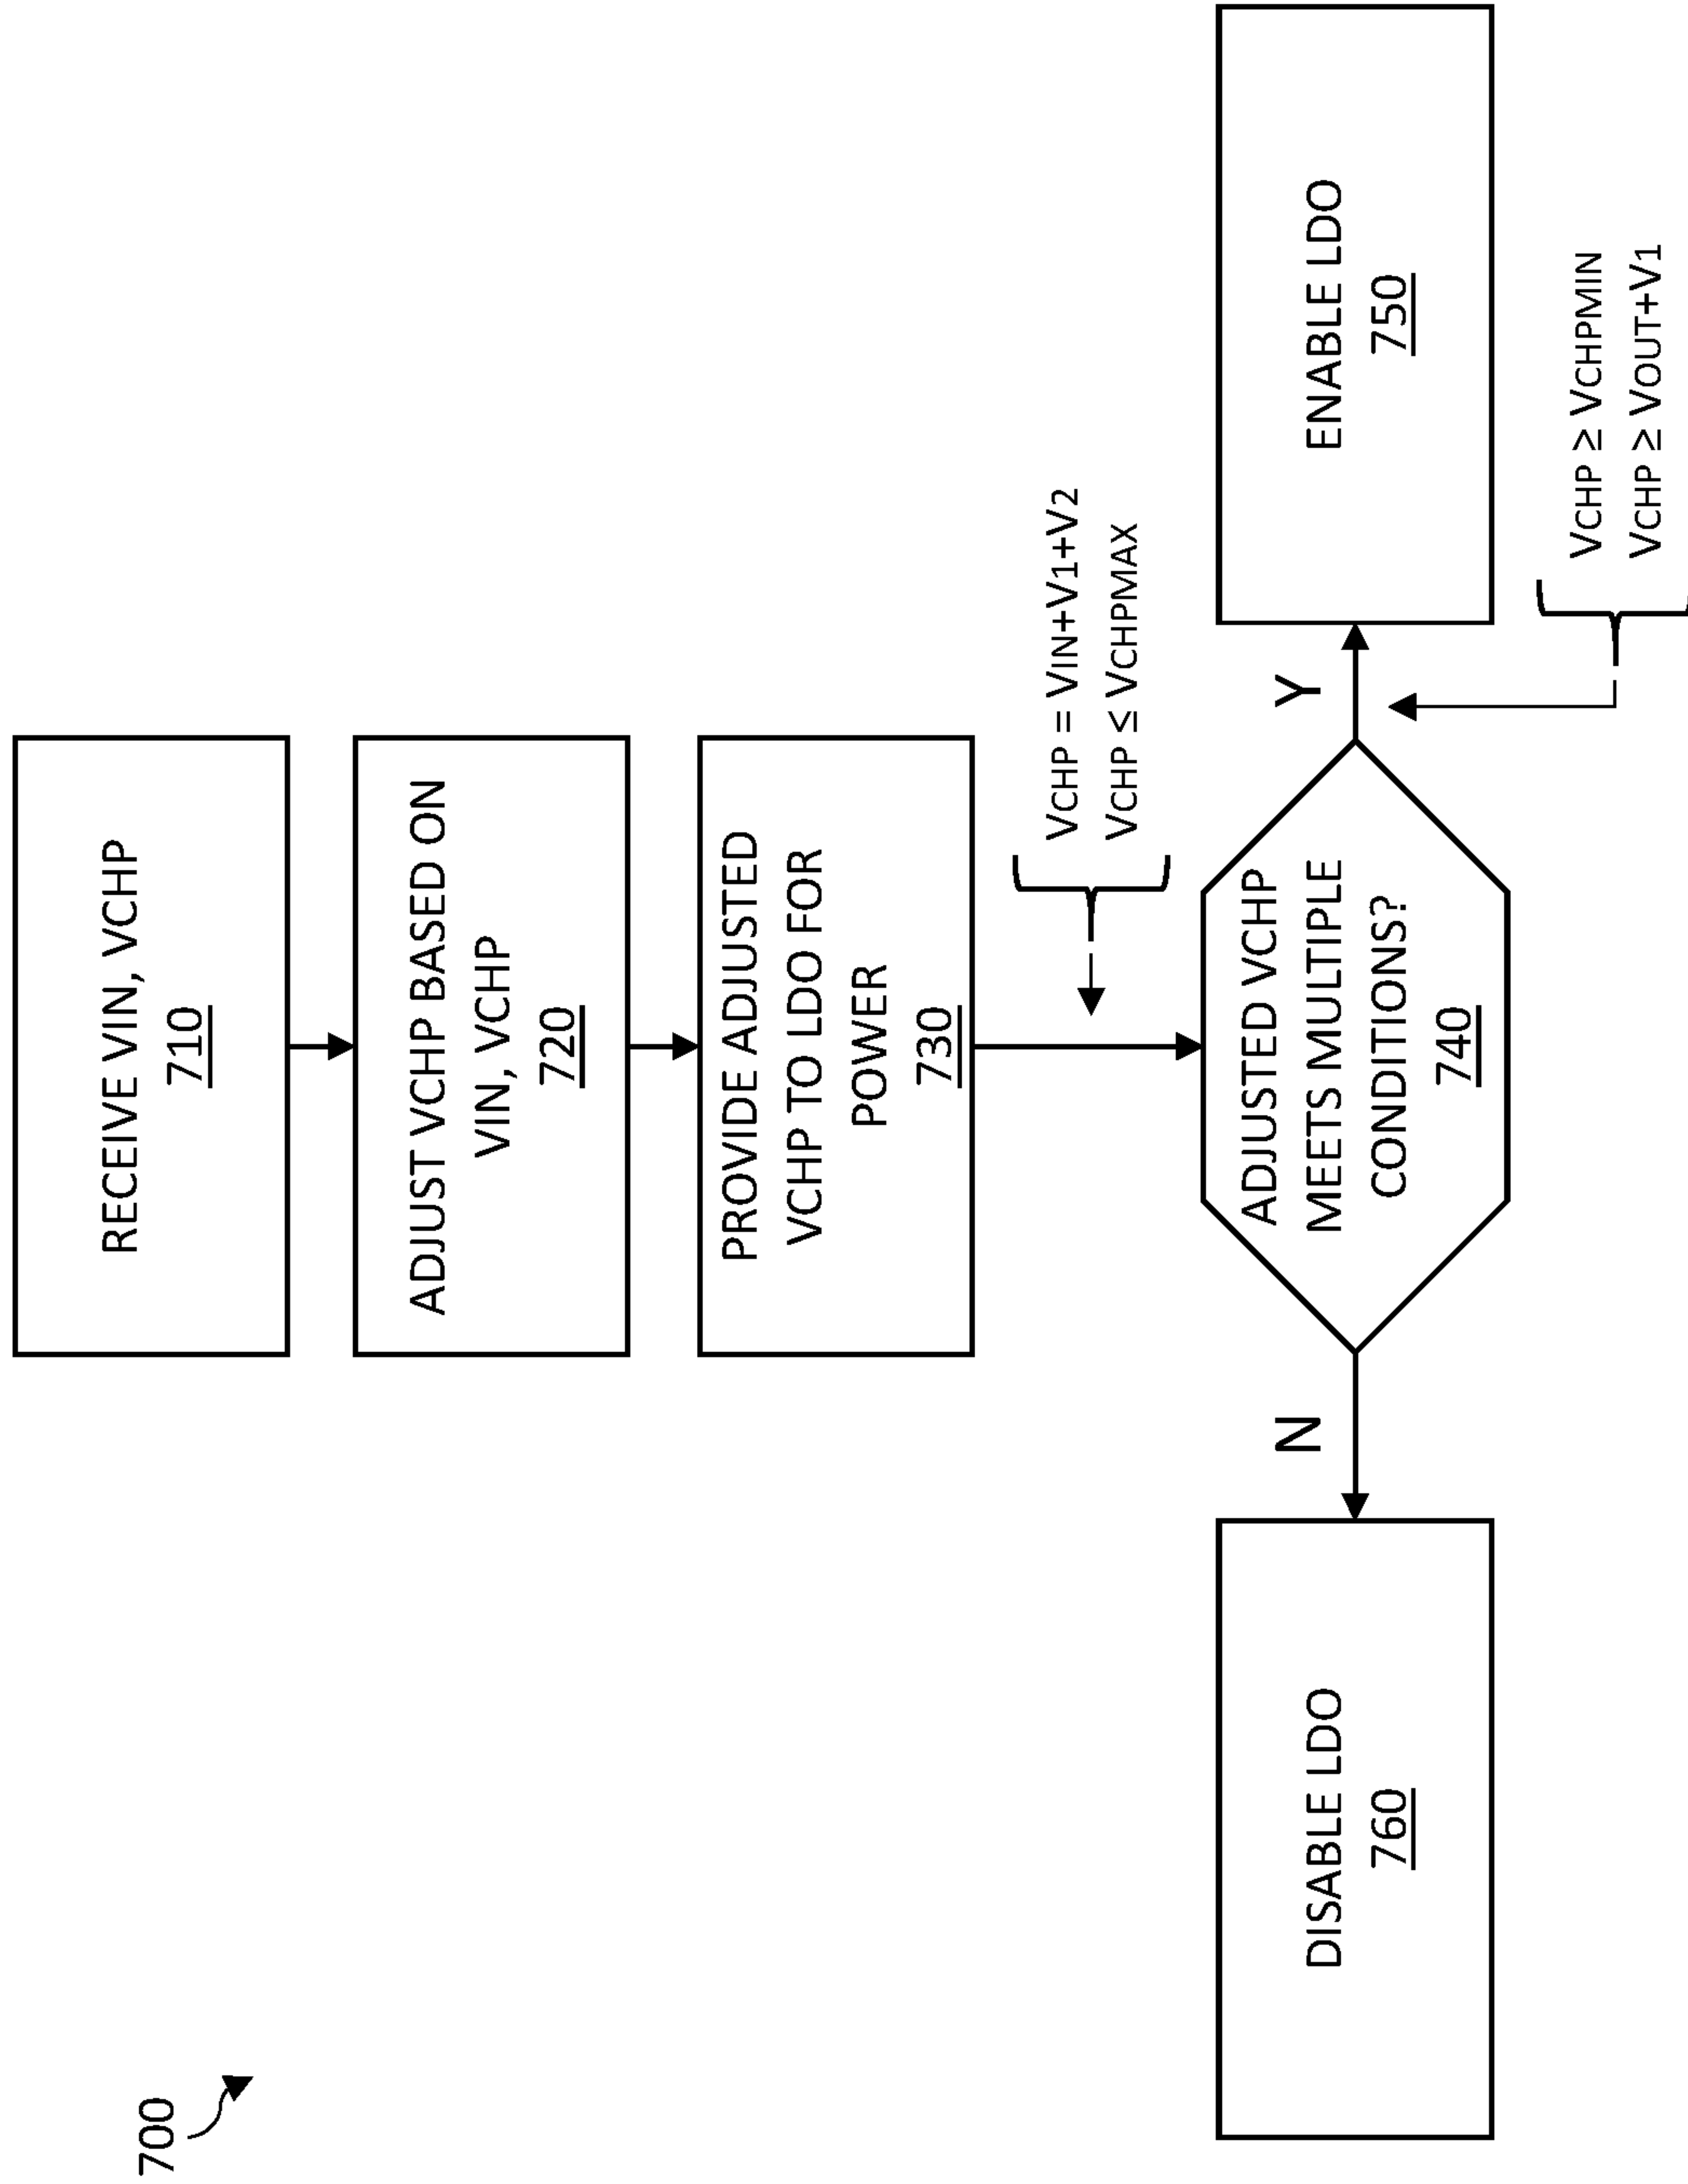 700
RECEIVE VIN, VCHP
710
ADJUST VCHP BASED ON
VIN, VCHP
720
PROVIDE ADJUSTED
VCHP TO LDO FOR
POWER
730
VCHP = VIN+V1+V2
VCHP ≤ VCHPMAX
ADJUSTED VCHP
MEETS MULTIPLE
CONDITIONS?
740
N
Y
DISABLE LDO
760
ENABLE LDO
750
VCHP ≥ VCHPMIN
VCHP ≥ VOUT+V1